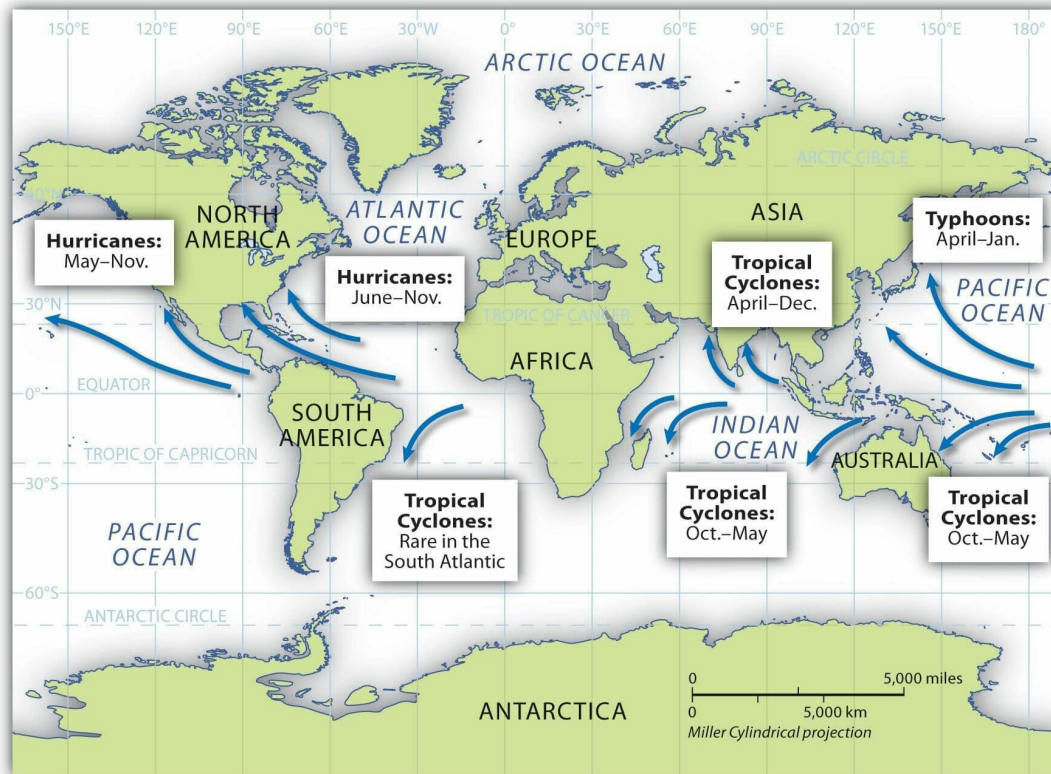 150°W
120°W
90°W
60°W
30°W
0°
30°E
60°E
90°E
120°E
150°E
180°
ARCTIC OCEAN
ARCTIC CIRCLE
60°N
NORTH
AMERICA
ATLANTIC
OCEAN
EUROPE
ASIA
Hurricanes:
May–Nov.
Hurricanes:
June–Nov.
Tropical
Cyclones:
April–Dec.
Typhoons:
April–Jan.
PACIFIC
OCEAN
30°N
TROPIC OF CANCER
AFRICA
EQUATOR
0°
SOUTH
AMERICA
INDIAN
OCEAN
TROPIC OF CAPRICORN
AUSTRALIA
30°S
PACIFIC
OCEAN
Tropical
Cyclones:
Rare in the
South Atlantic
Tropical
Cyclones:
Oct.–May
Tropical
Cyclones:
Oct.–May
60°S
ANTARCTIC CIRCLE
ANTARCTICA
0 5,000 miles
0 5,000 km
Miller Cylindrical projection